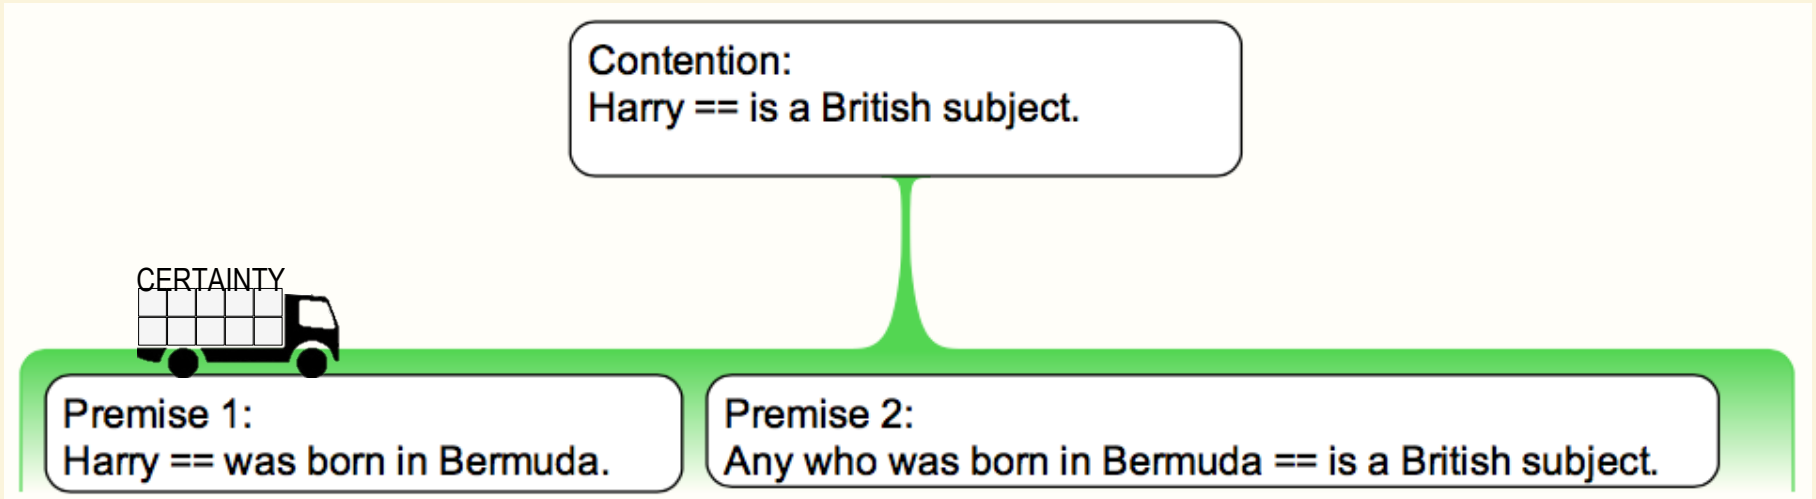 Contention:
Harry == is a British subject.
CERTAINTY
Premise 1:
Harry == was born in Bermuda.
Premise 2:
Any who was born in Bermuda == is a British subject.